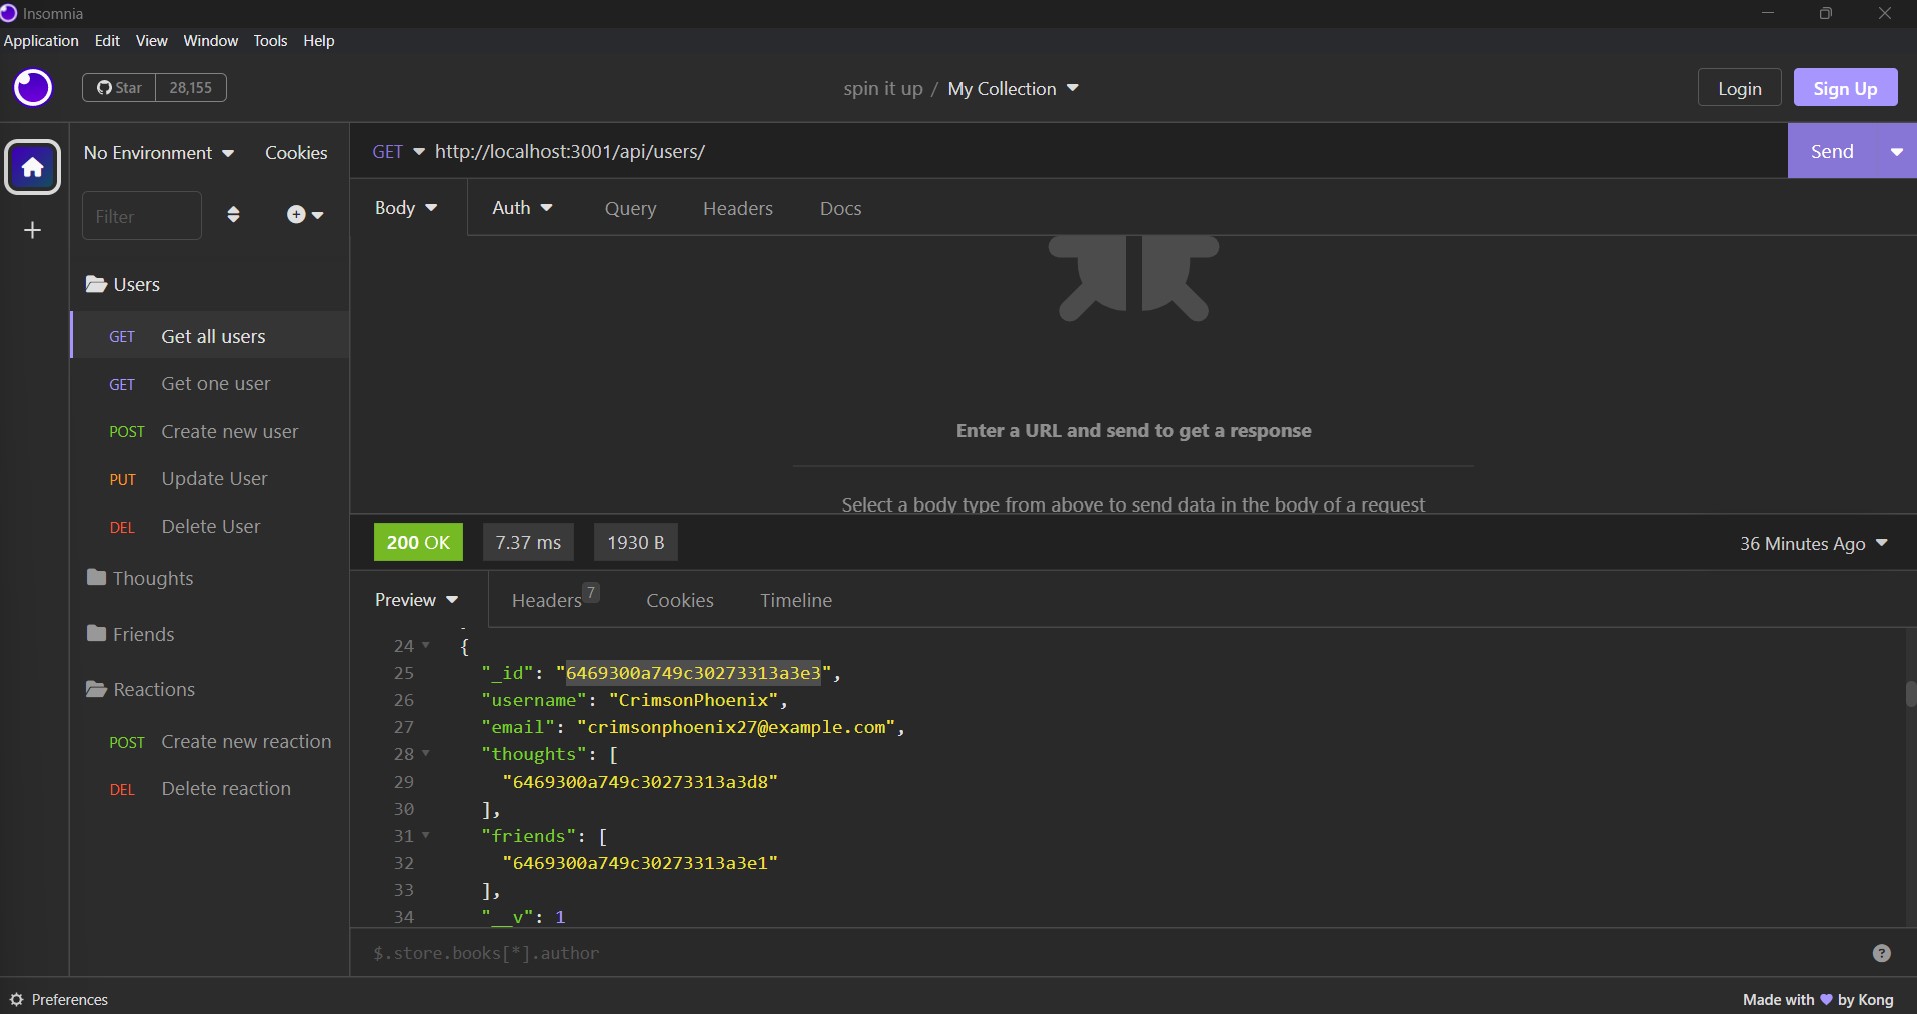 Insomnia
Application Edit View Window Tools Help
Star 28,155
spin it up / My Collection
Login Sign Up
No Environment Cookies
GET http://localhost:3001/api/users/
Send
Filter
Body Auth Query Headers Docs
Users
GET Get all users
GET Get one user
POST Create new user
PUT Update User
DEL Delete User
Thoughts
Friends
Reactions
POST Create new reaction
DEL Delete reaction
Enter a URL and send to get a response
Select a body type from above to send data in the body of a request
200 OK 7.37 ms 1930 B
36 Minutes Ago
Preview Headers 7 Cookies Timeline
24 {
25 "_id": "6469300a749c30273313a3e3",
26 "username": "CrimsonPhoenix",
27 "email": "crimsonphoenix27@example.com",
28 "thoughts": [
29 "6469300a749c30273313a3d8"
30 ],
31 "friends": [
32 "6469300a749c30273313a3e1"
33 ],
34 "__v": 1
$.store.books[*].author
?
Preferences
Made with 💜 by Kong